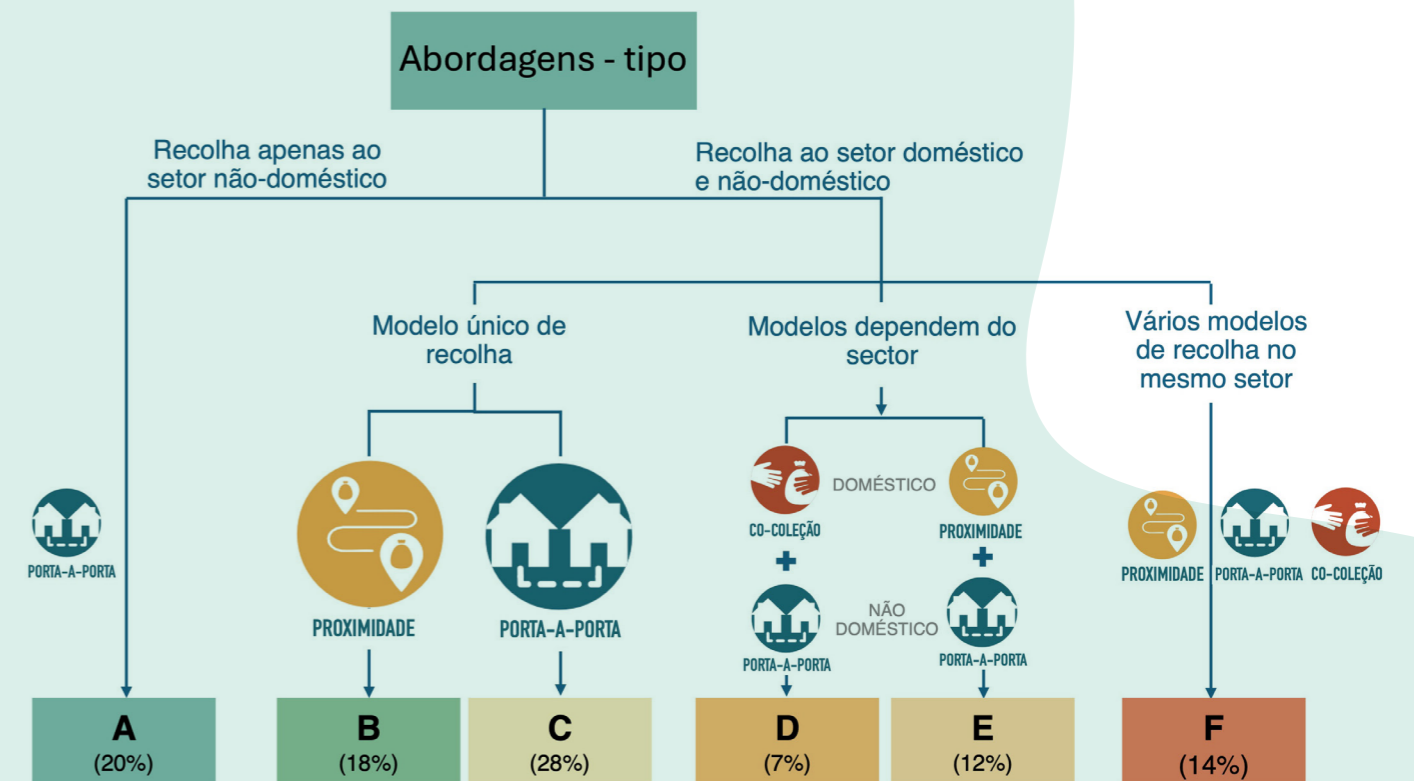 Abordagens - tipo
Recolha apenas ao
setor não-doméstico
Recolha ao setor doméstico
e não-doméstico
Modelo único de
recolha
Modelos dependem do
sector
Vários modelos
de recolha no
mesmo setor
PORTA-A-PORTA
PROXIMIDADE
PORTA-A-PORTA
CO-COLEÇÃO
DOMÉSTICO
PROXIMIDADE
+
+
NÃO
DOMÉSTICO
PORTA-A-PORTA
PORTA-A-PORTA
PROXIMIDADE
PORTA-A-PORTA
CO-COLEÇÃO
A
(20%)
B
(18%)
C
(28%)
D
(7%)
E
(12%)
F
(14%)